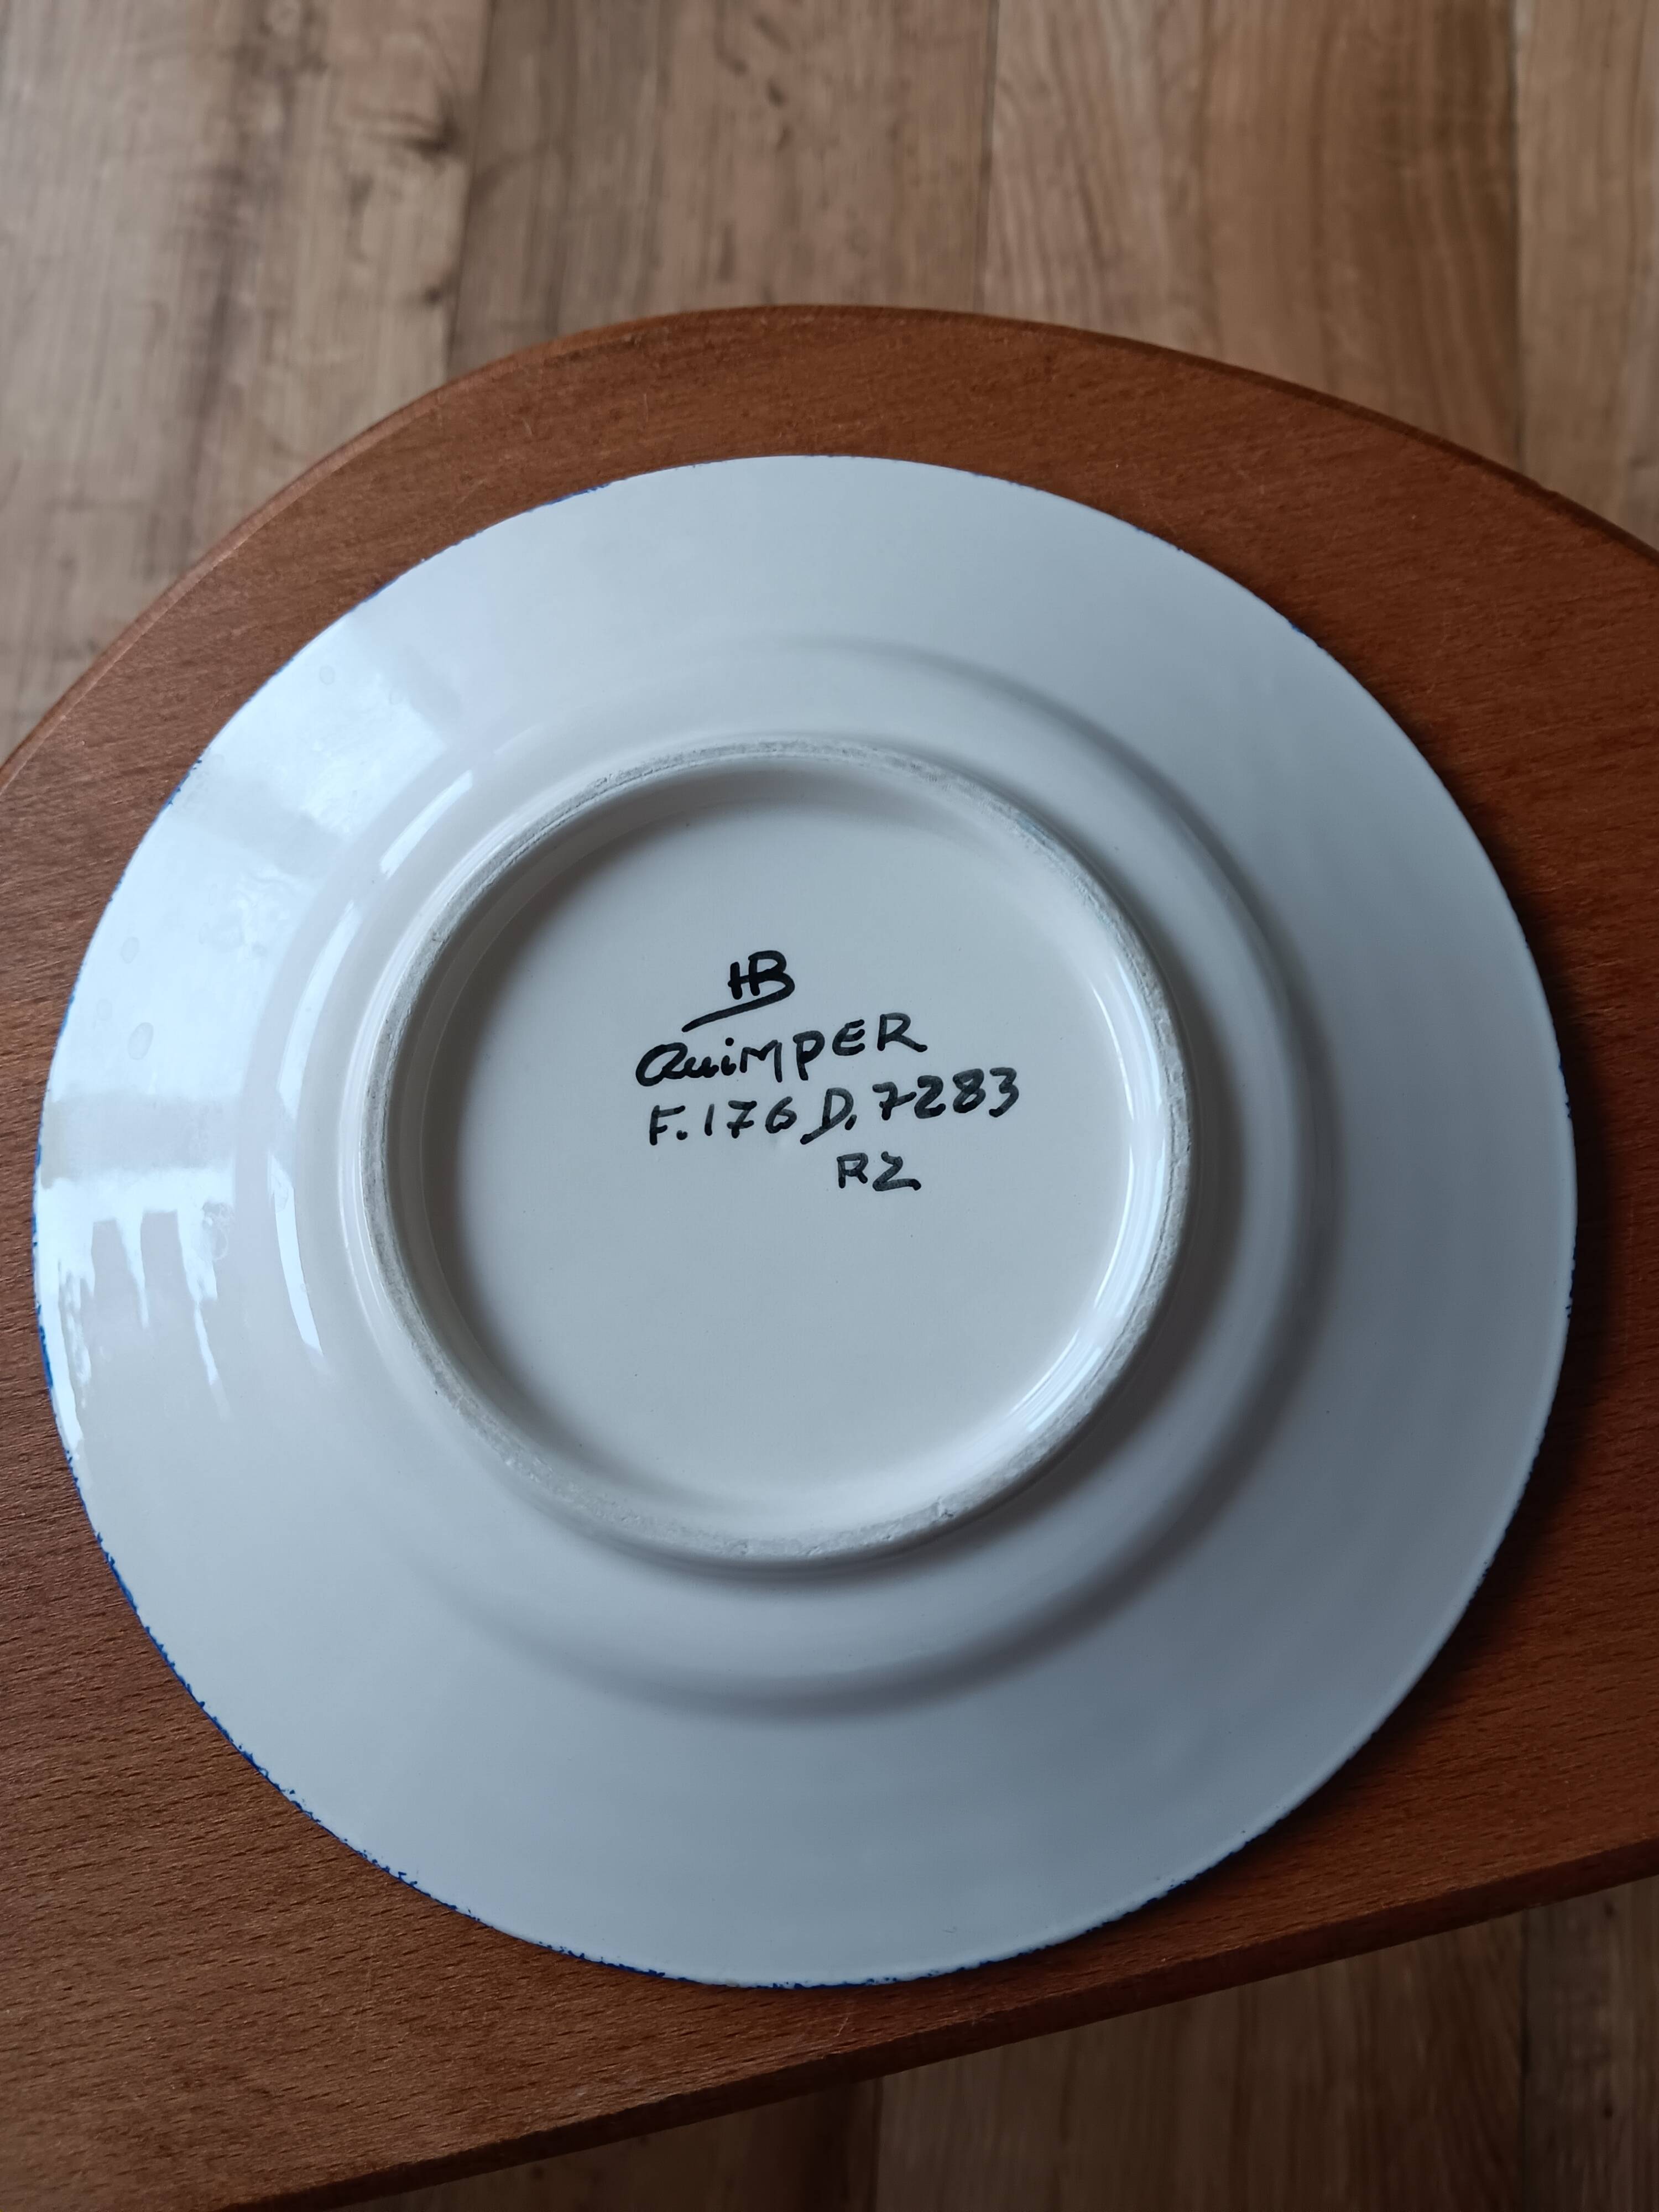 HB
QuiMPER
F.176 D.7283
RZ